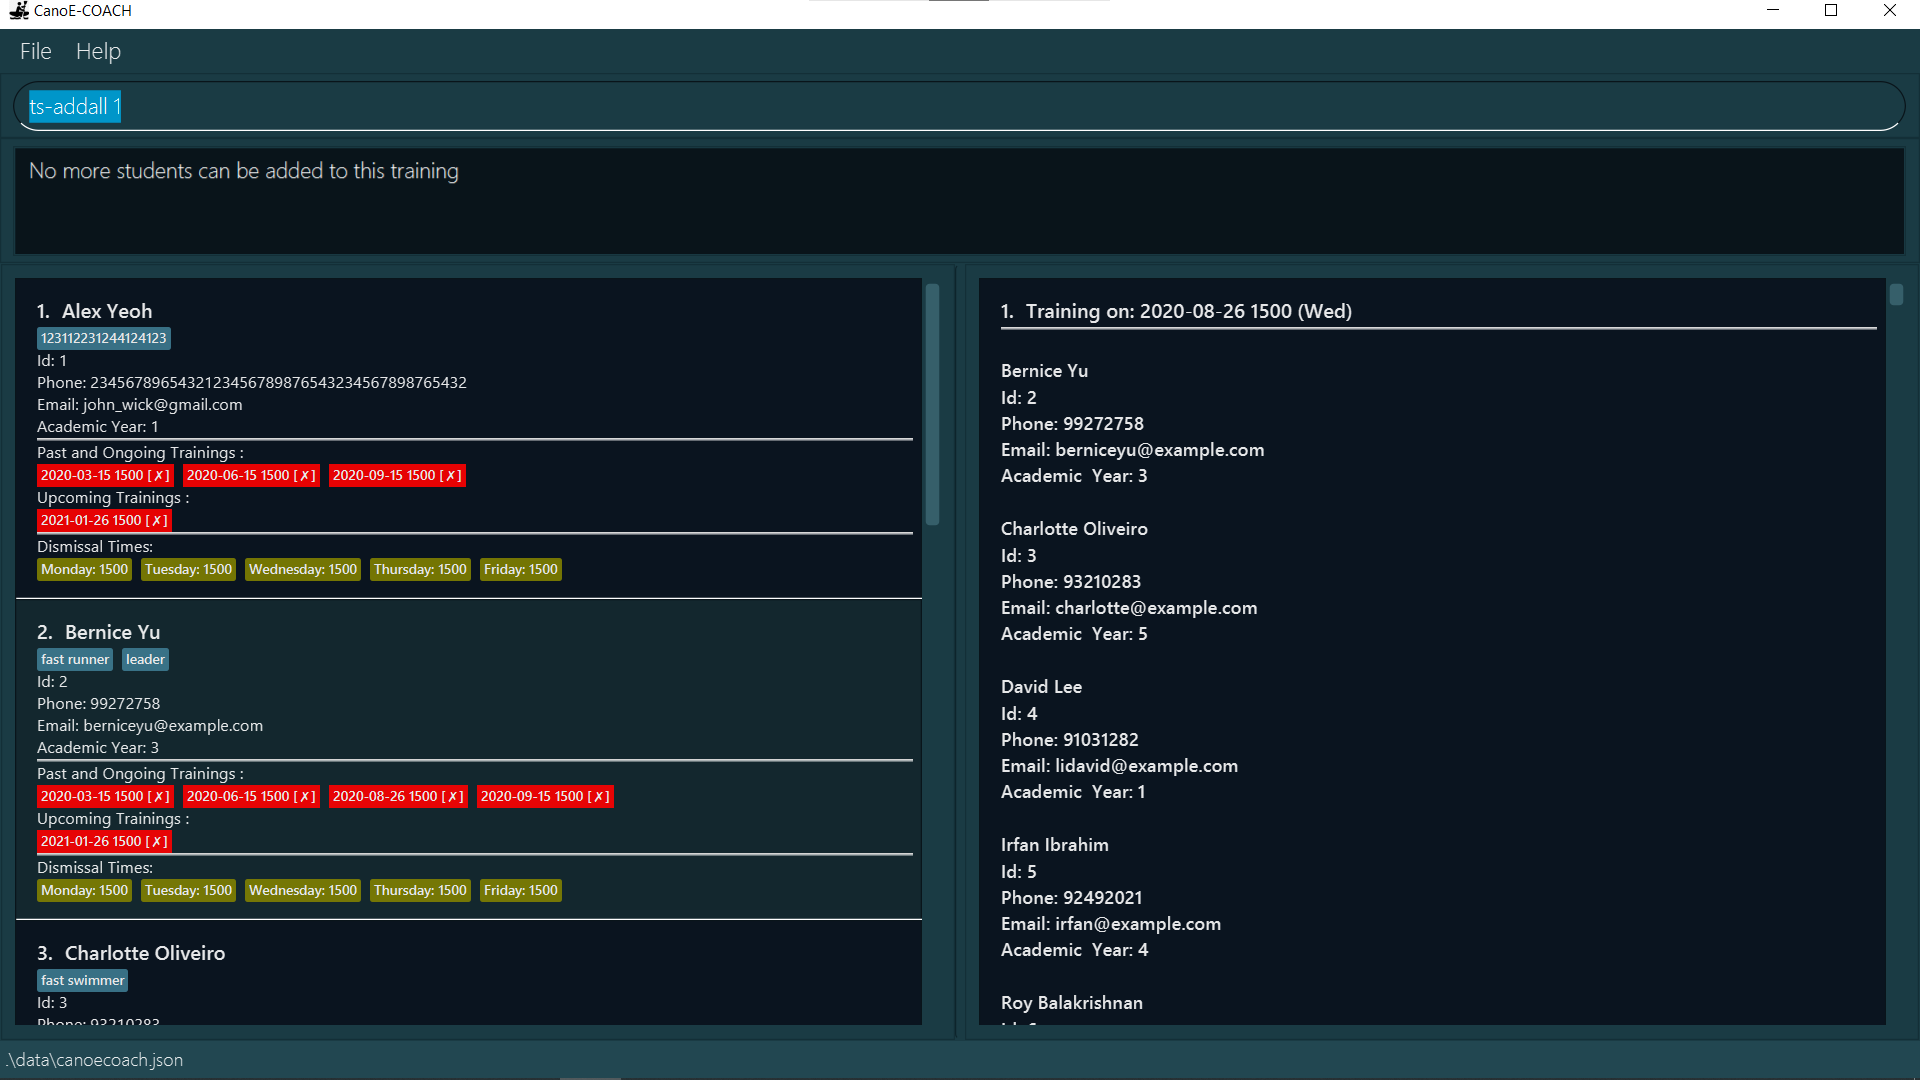 CanoE-COACH
File Help
ts-addall 1
No more students can be added to this training
1. Alex Yeoh
123112231244124123
Id: 1
Phone: 23456789654321234567898765432345678987654​32
Email: john_wick@gmail.com
Academic Year: 1
Past and Ongoing Trainings :
2020-03-15 1500 [✗] 2020-06-15 1500 [✗] 2020-09-15 1500 [✗]
Upcoming Trainings :
2021-01-26 1500 [✗]
Dismissal Times:
Monday: 1500 Tuesday: 1500 Wednesday: 1500 Thursday: 1500 Friday: 1500
2. Bernice Yu
fast runner leader
Id: 2
Phone: 99272758
Email: berniceyu@example.com
Academic Year: 3
Past and Ongoing Trainings :
2020-03-15 1500 [✗] 2020-06-15 1500 [✗] 2020-08-26 1500 [✗] 2020-09-15 1500 [✗]
Upcoming Trainings :
2021-01-26 1500 [✗]
Dismissal Times:
Monday: 1500 Tuesday: 1500 Wednesday: 1500 Thursday: 1500 Friday: 1500
3. Charlotte Oliveiro
fast swimmer
Id: 3
Phone: 93210283
1. Training on: 2020-08-26 1500 (Wed)
Bernice Yu
Id: 2
Phone: 99272758
Email: berniceyu@example.com
Academic Year: 3
Charlotte Oliveiro
Id: 3
Phone: 93210283
Email: charlotte@example.com
Academic Year: 5
David Lee
Id: 4
Phone: 91031282
Email: lidavid@example.com
Academic Year: 1
Irfan Ibrahim
Id: 5
Phone: 92492021
Email: irfan@example.com
Academic Year: 4
Roy Balakrishnan
.\data\canoecoach.json